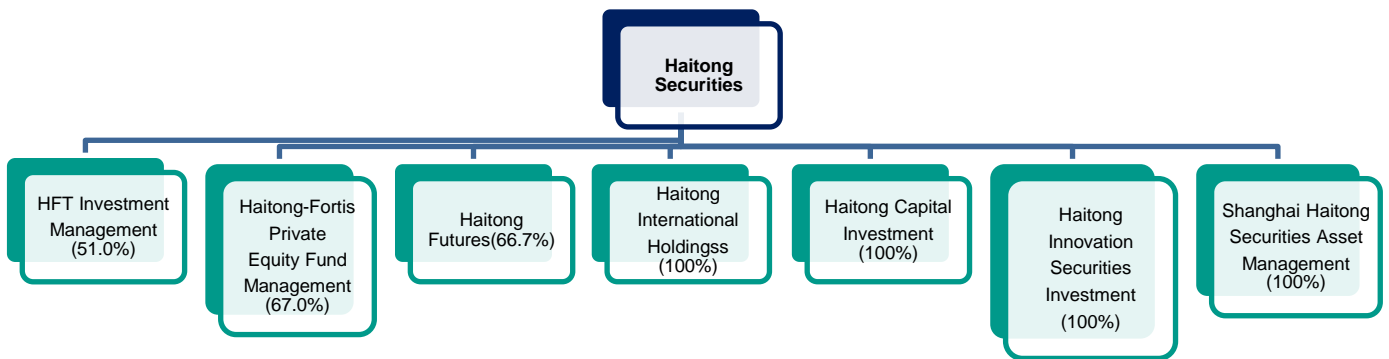 Haitong
Securities
HFT Investment
Management
(51.0%)
Haitong-Fortis
Private
Equity Fund
Management
(67.0%)
Haitong
Futures(66.7%)
Haitong
International
Holdingss
(100%)
Haitong Capital
Investment
(100%)
Haitong
Innovation
Securities
Investment
(100%)
Shanghai Haitong
Securities Asset
Management
(100%)